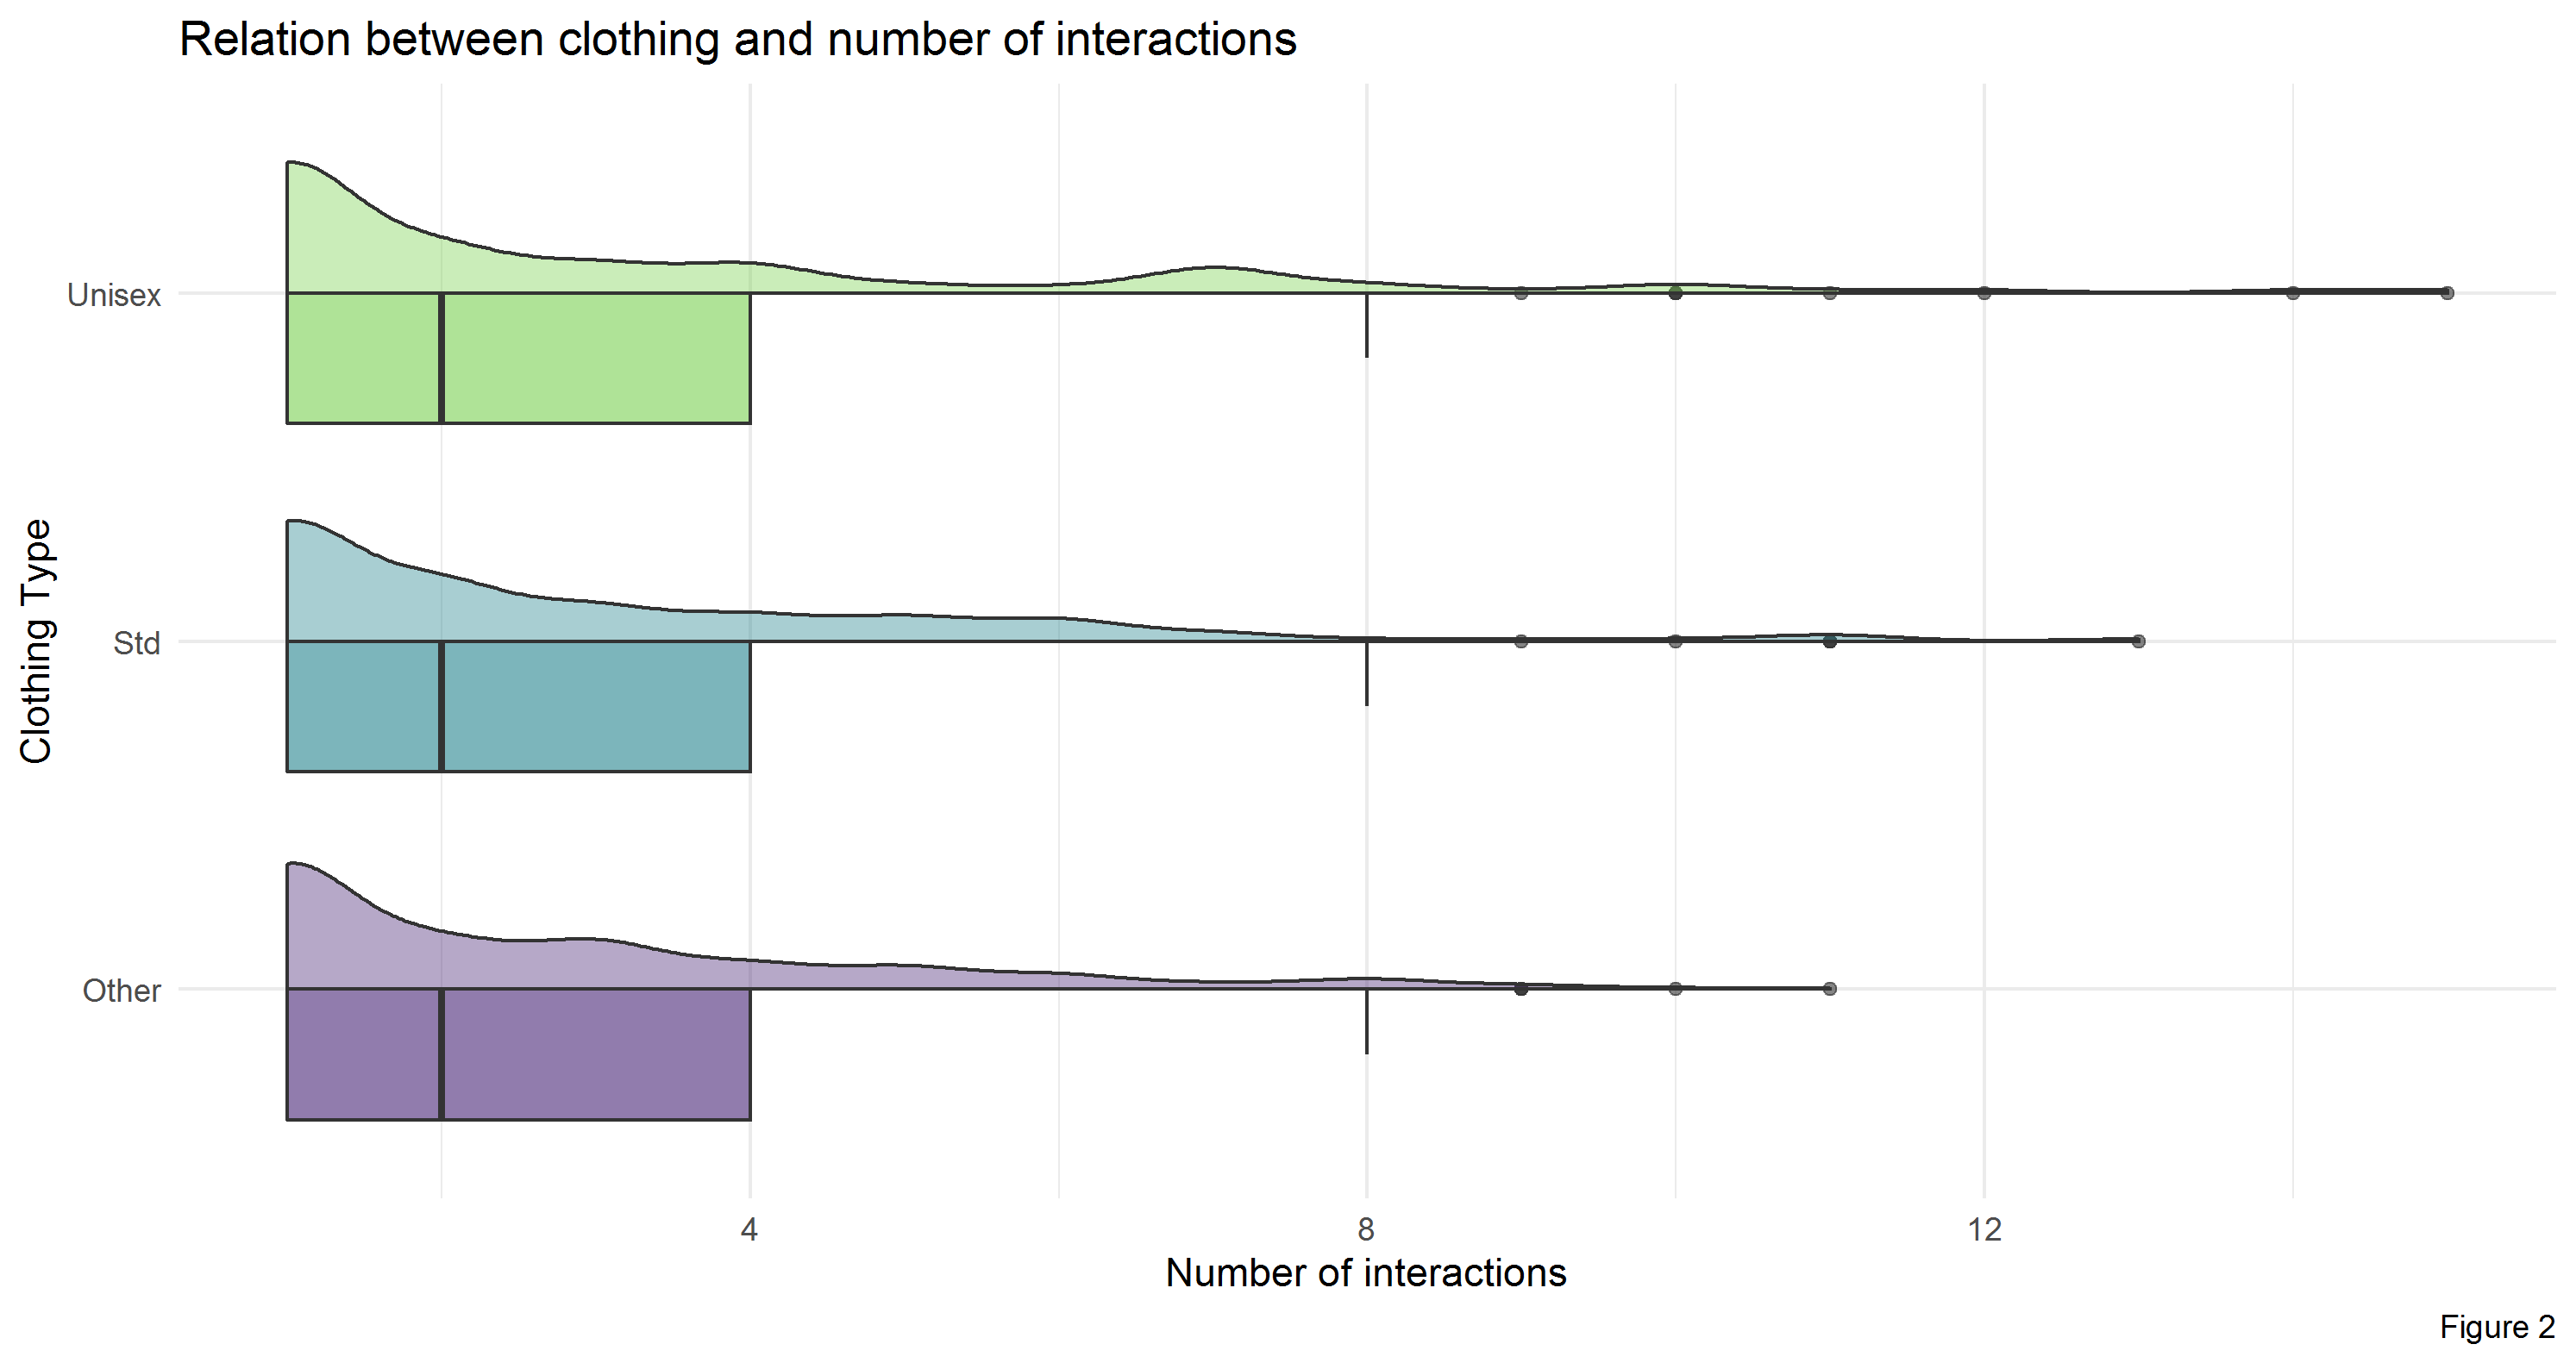 Relation between clothing and number of interactions
Clothing Type
Unisex
Std
Other
4
8
12
Number of interactions
Figure 2